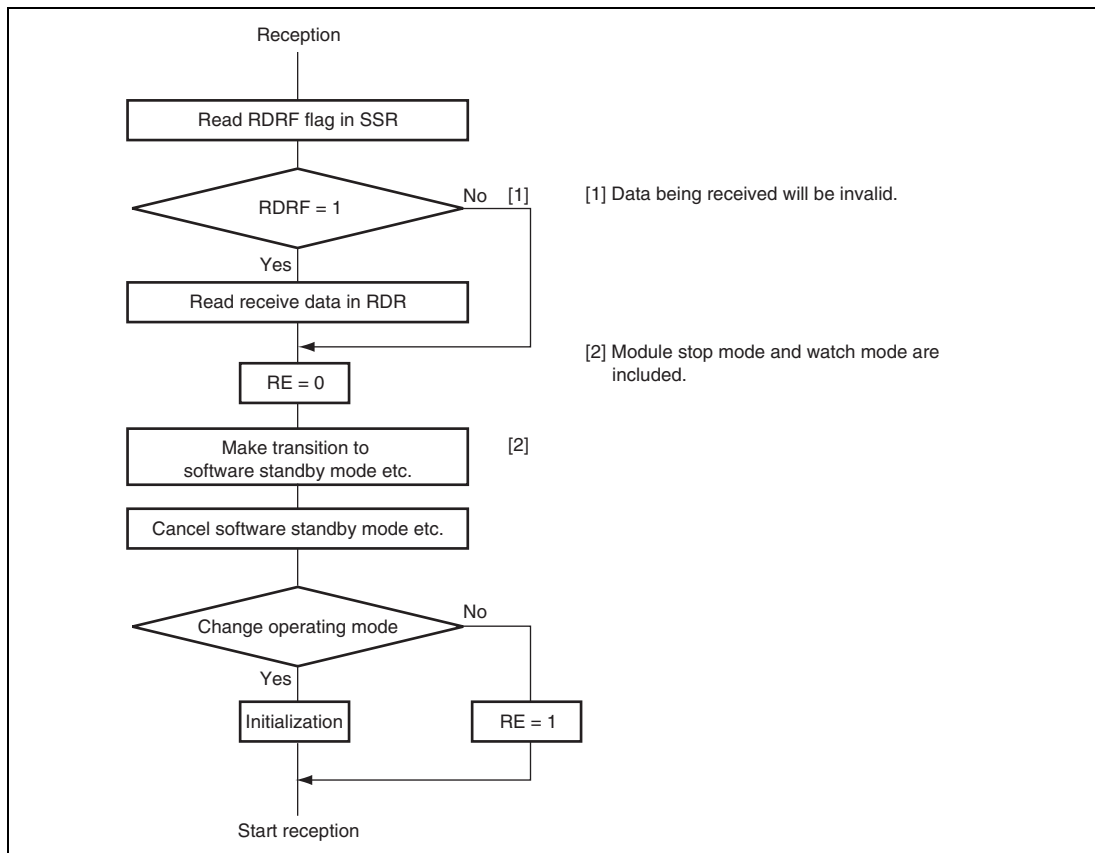 Reception
Read RDRF flag in SSR
RDRF = 1
No
[1]
[1] Data being received will be invalid.
Yes
Read receive data in RDR
RE = 0
[2] Module stop mode and watch mode are
included.
Make transition to
software standby mode etc.
[2]
Cancel software standby mode etc.
Change operating mode
No
Yes
Initialization
RE = 1
Start reception